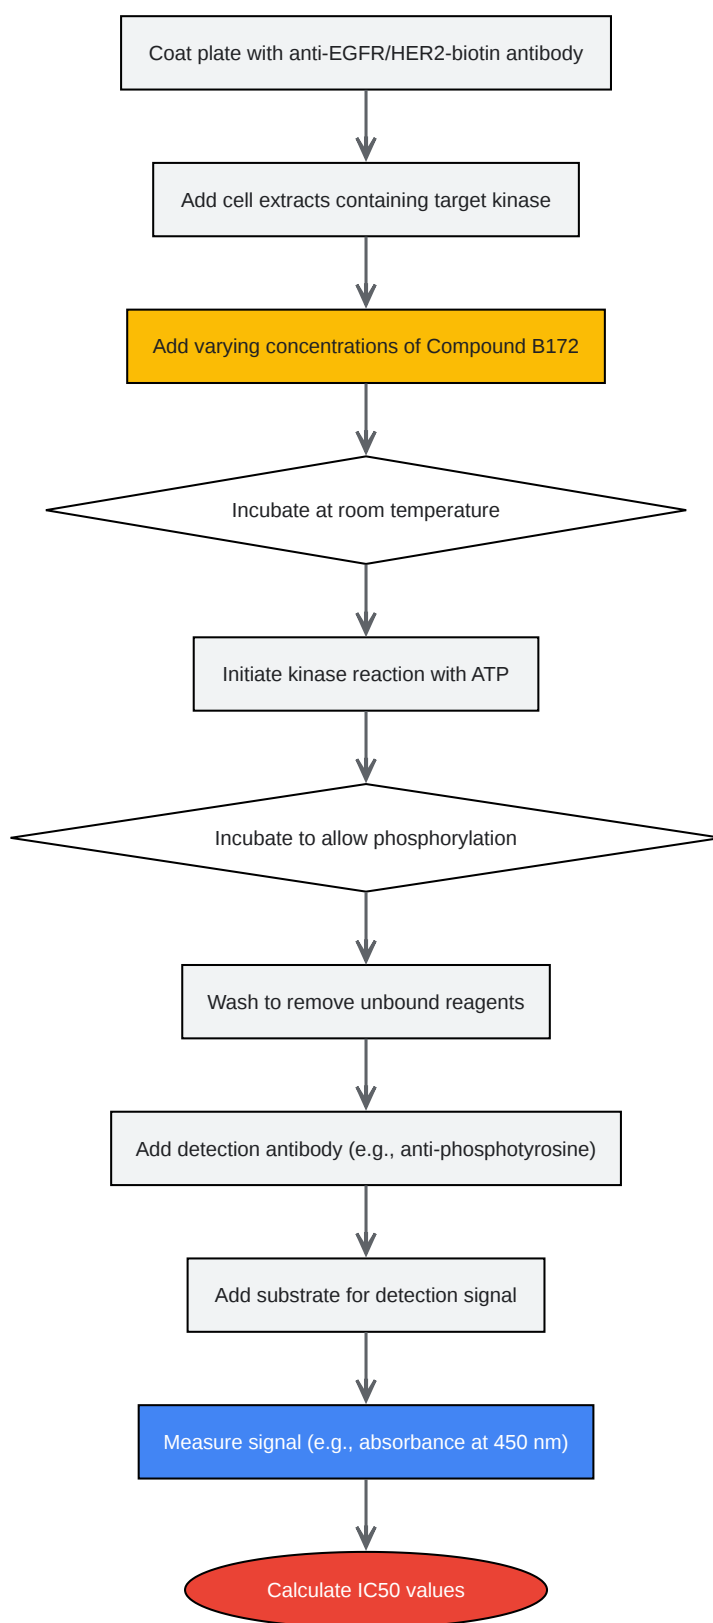 Coat plate with anti-EGFR/HER2-biotin antibody
Add cell extracts containing target kinase
Add varying concentrations of Compound B172
Incubate at room temperature
Initiate kinase reaction with ATP
Incubate to allow phosphorylation
Wash to remove unbound reagents
Add detection antibody (e.g., anti-phosphotyrosine)
Add substrate for detection signal
Measure signal (e.g., absorbance at 450 nm)
Calculate IC50 values